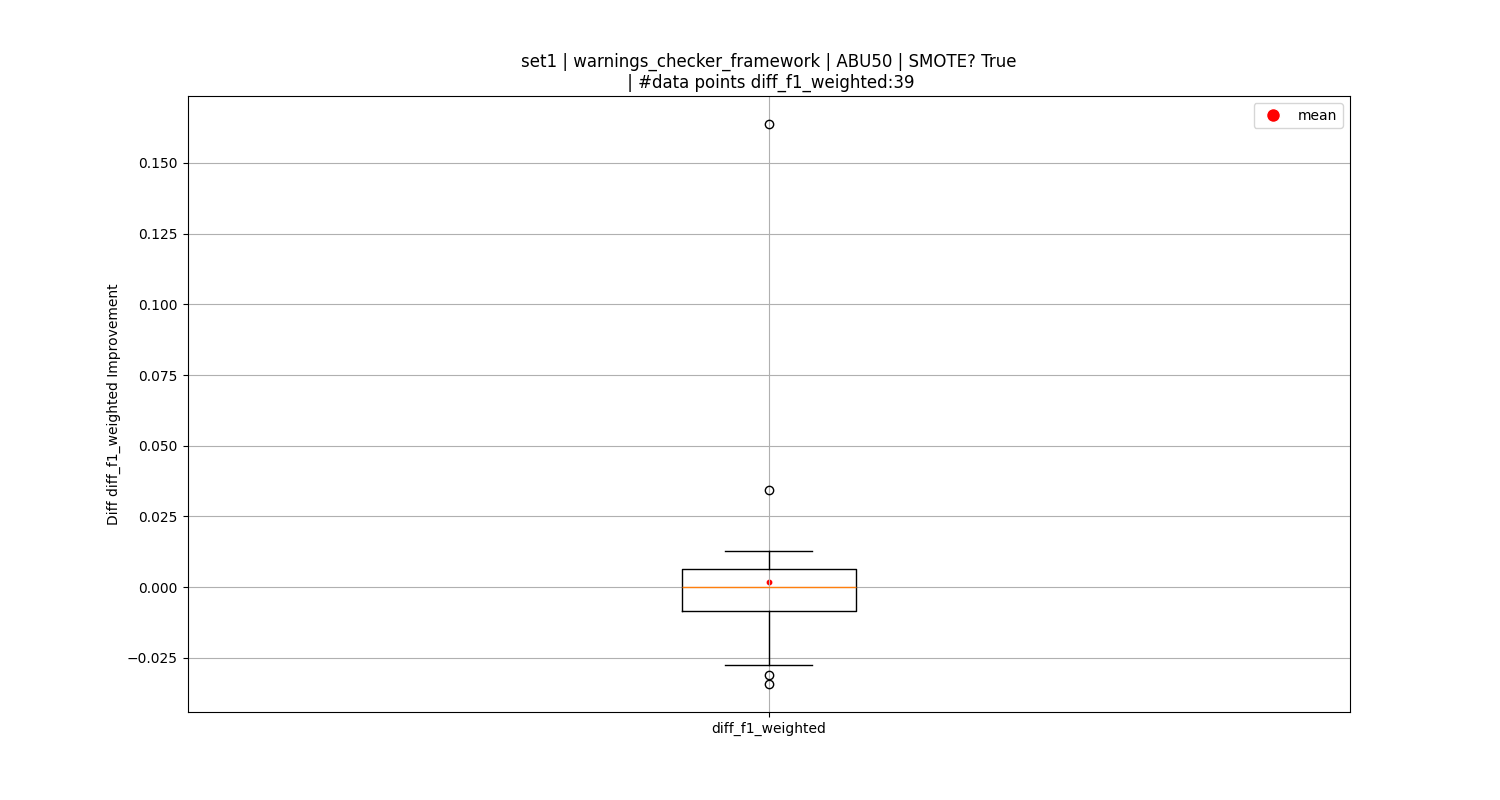 set1 | warnings_checker_framework | ABU50 | SMOTE? True
| #data points diff_f1_weighted:39
mean
0.150
0.125
0.100
0.075
0.050
0.025
0.000
−0.025
Diff diff_f1_weighted Improvement
diff_f1_weighted